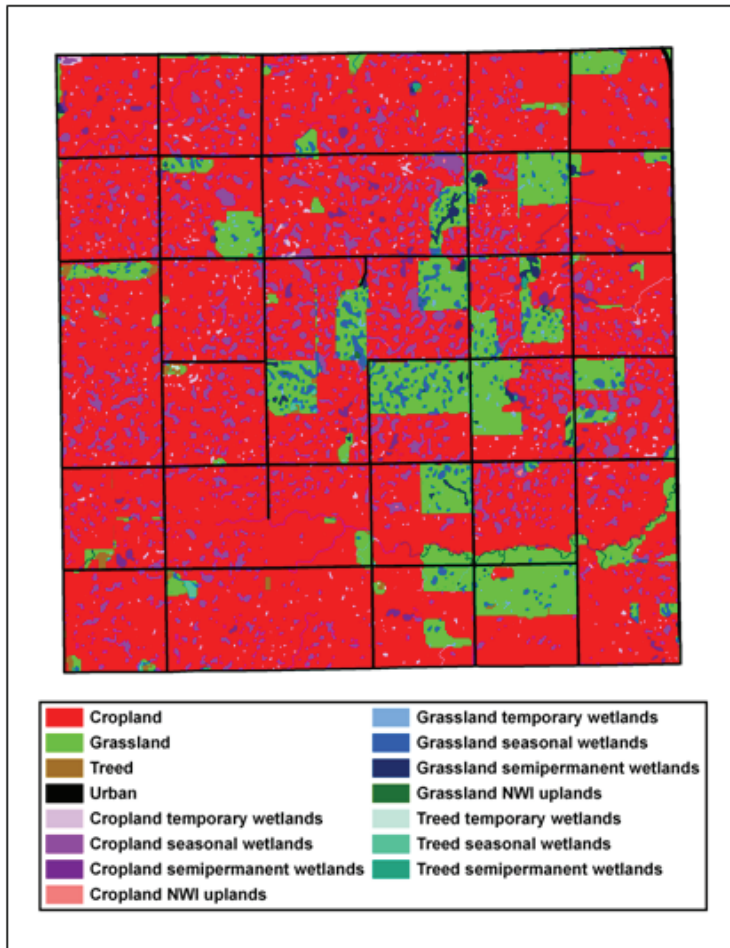 Cropland
Grassland
Treed
Urban
Cropland temporary wetlands
Cropland seasonal wetlands
Cropland semipermanent wetlands
Cropland NWI uplands
Grassland temporary wetlands
Grassland seasonal wetlands
Grassland semipermanent wetlands
Grassland NWI uplands
Treed temporary wetlands
Treed seasonal wetlands
Treed semipermanent wetlands